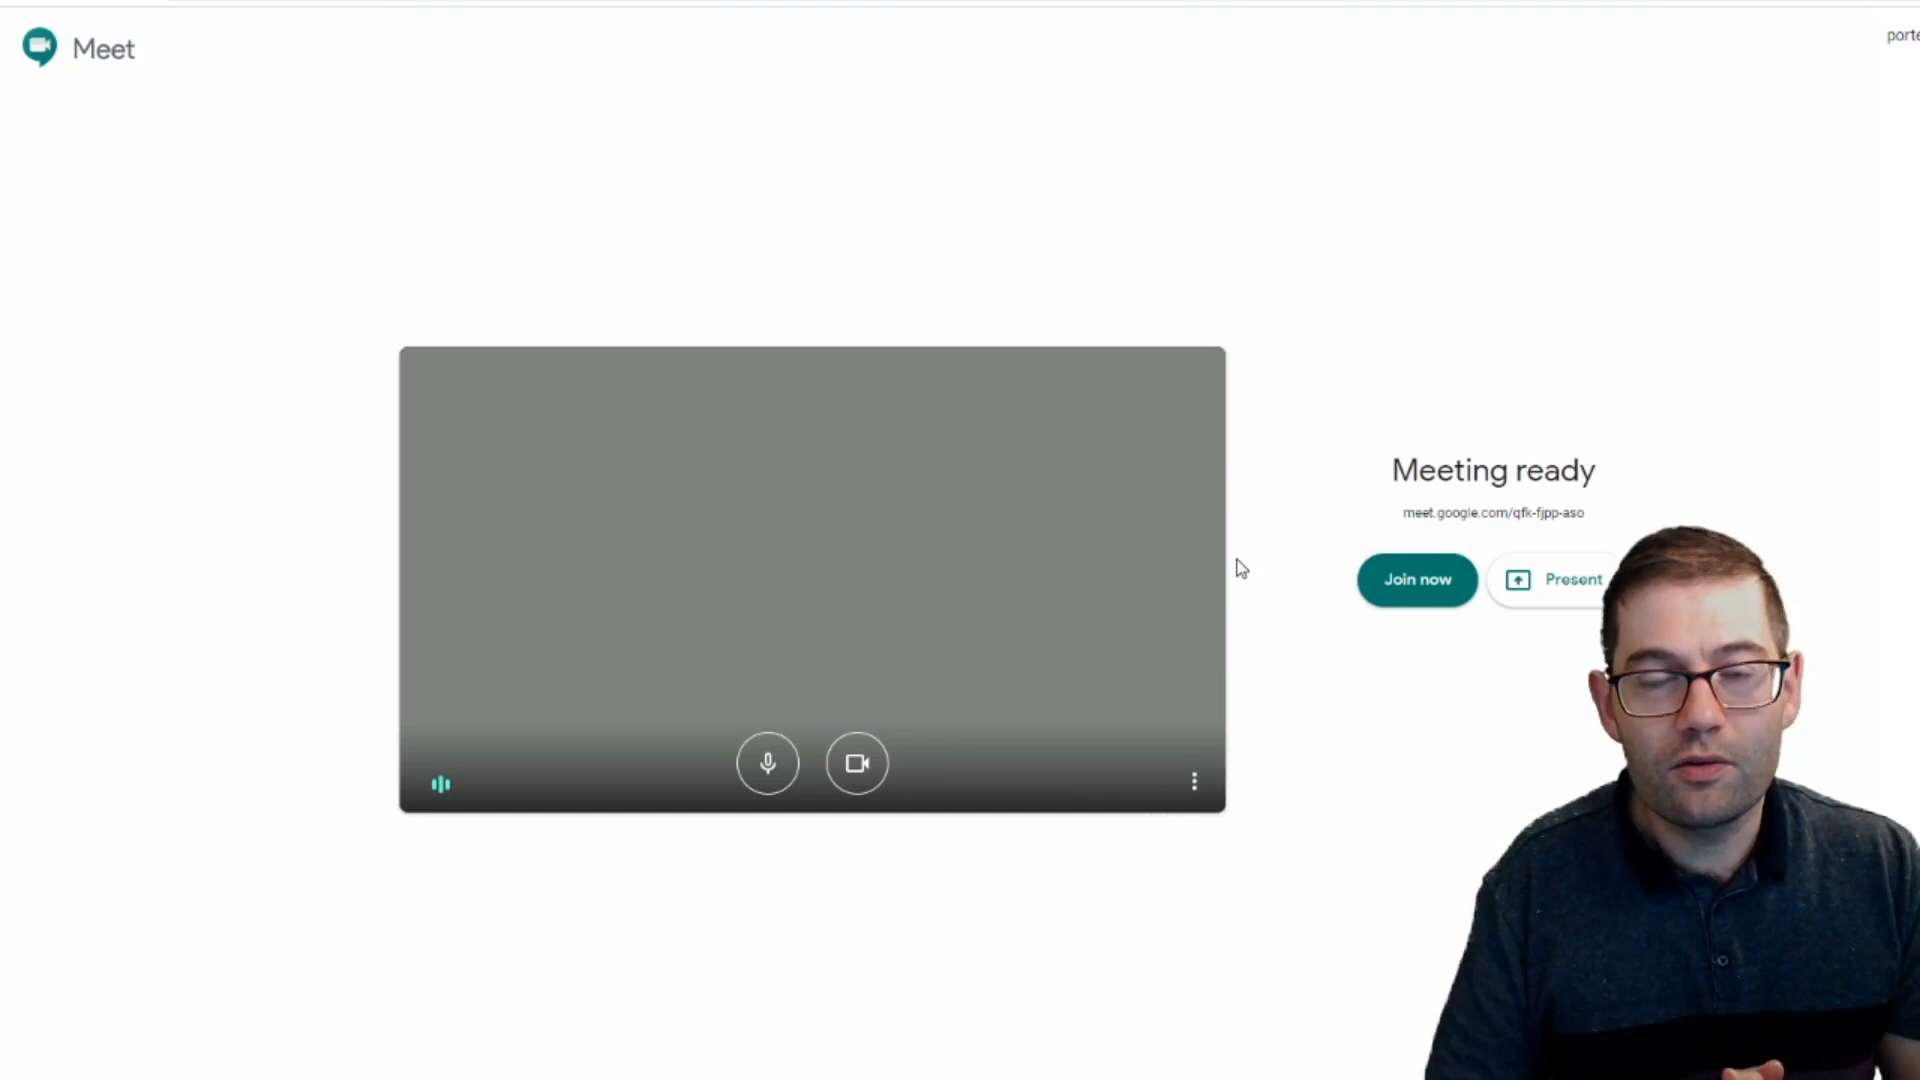 Meet
porte
Meeting ready
meet.google.com/qfk-fjpp-aso
Join now
Present